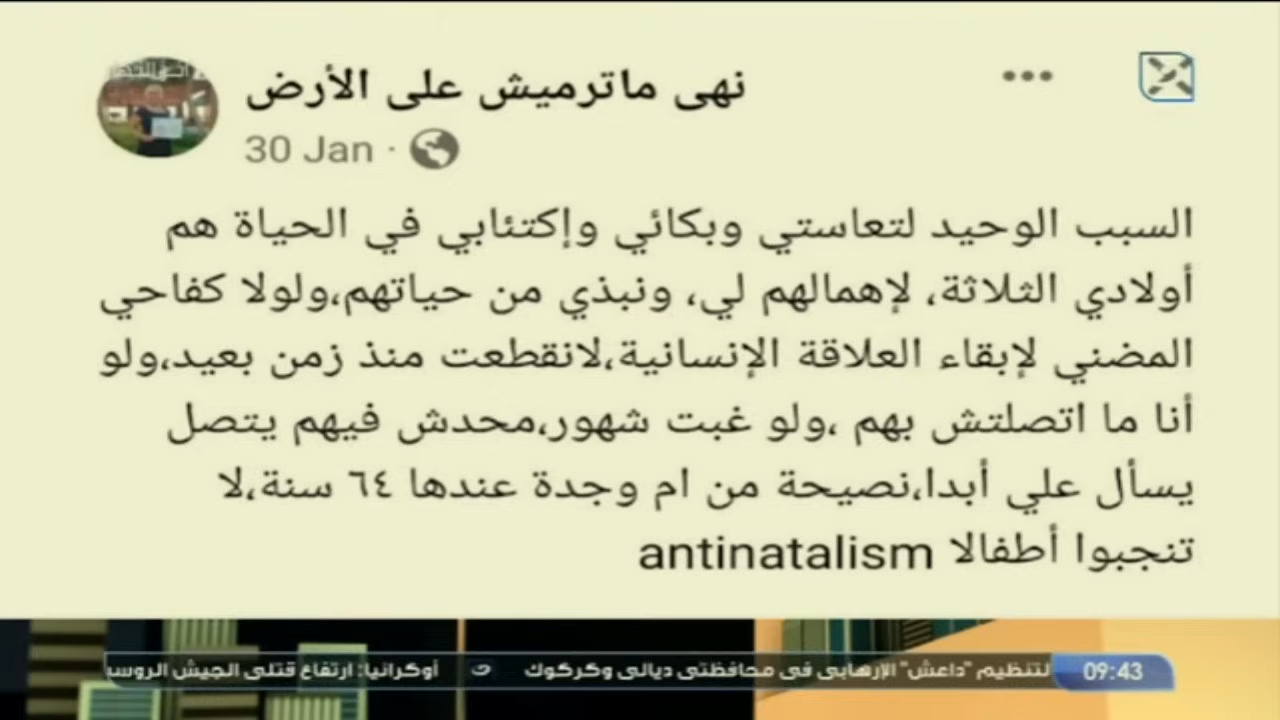 نهى ماترميش على الأرض
30 Jan ·
السبب الوحيد لتعاستي وبكائي وإكتئابي في الحياة هم
أولادي الثلاثة، لإهمالهم لي، ونبذي من حياتهم،ولولا كفاحي
المضني لإبقاء العلاقة الإنسانية،لانقطعت منذ زمن بعيد،ولو
أنا ما اتصلتش بهم ،ولو غبت شهور،محدش فيهم يتصل
يسأل علي أبدا،نصيحة من ام وجدة عندها ٦٤ سنة،لا
تنجبوا أطفالا antinatalism
09:43 لتنظيم "داعش" الإرهابي في محافظتي ديالى وكركوك أوكرانيا: ارتفاع قتلى الجيش